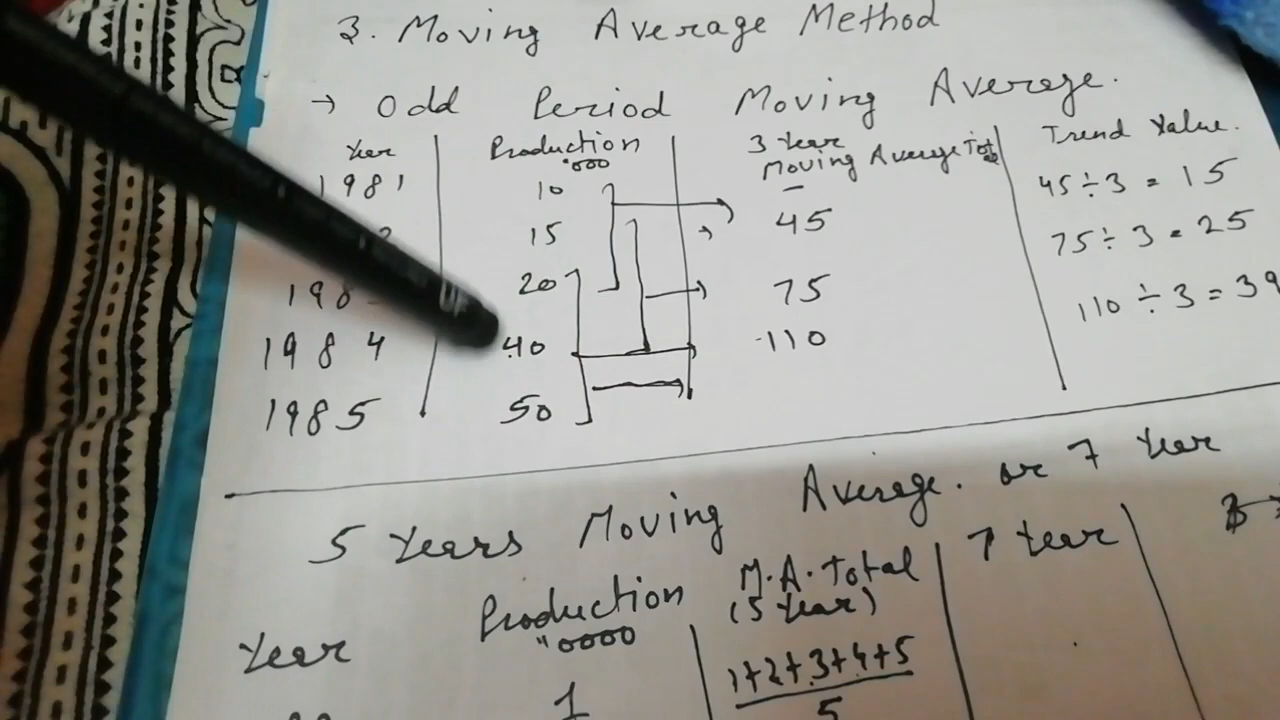 3. Moving Average Method
→ Odd Period Moving Average.
Year Production 3 Year Moving Average Total Trend Value.
'000
1981 10 – 45÷3 = 15
15 45 75÷3 = 25
198 20 75 110÷3 = 39
1984 40 110
1985 50
5 Years Moving Average. or 7 Year
Year Production M.A. Total 7 Year
"0000 (5 Year)
1 1+2+3+4+5
5